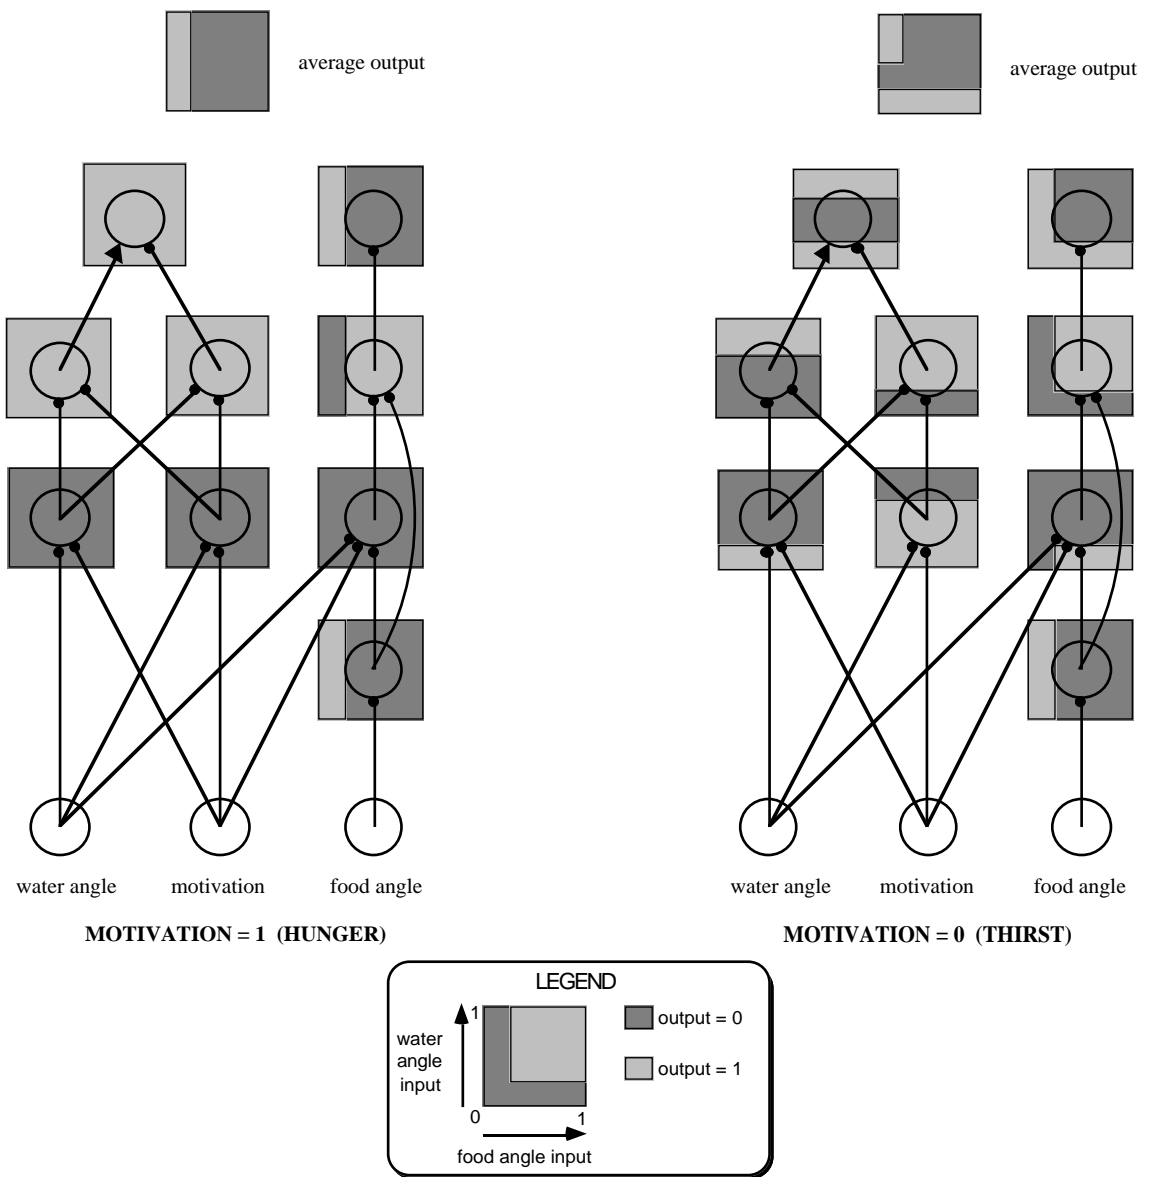 average output
average output
water angle
motivation
food angle
water angle
motivation
food angle
MOTIVATION = 1 (HUNGER)
MOTIVATION = 0 (THIRST)
LEGEND
1
water
angle
input
output = 0
output = 1
0
1
food angle input